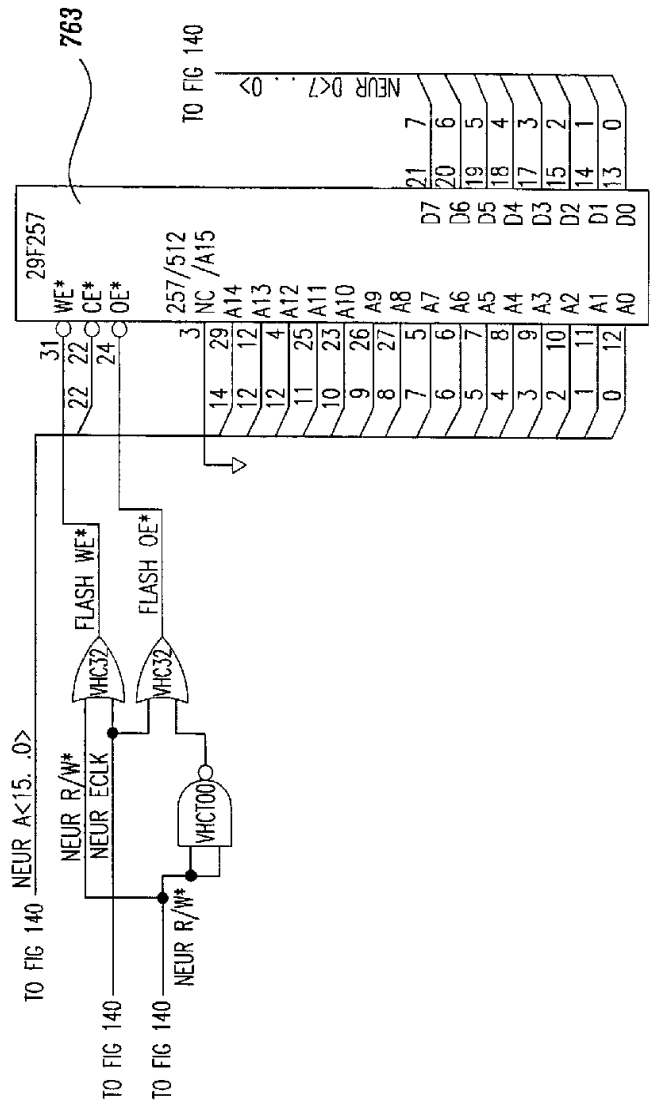 763
29F257
31 WE*
22 22 CE*
24 OE*
257/512
3 NC /A15
14 29 A14
12 12 A13
12 4 A12
11 25 A11
10 23 A10
9 26 A9
8 27 A8
7 5 A7
6 6 A6
5 7 A5
4 8 A4
3 9 A3
2 10 A2
1 11 A1
0 12 A0
D7 21 7
D6 20 6
D5 19 5
D4 18 4
D3 17 3
D2 15 2
D1 14 1
D0 13 0
TO FIG 140
NEUR D<7. . .0>
TO FIG 140 NEUR A<15. .0>
NEUR R/W*
NEUR ECLK
TO FIG 140
TO FIG 140
NEUR R/W*
VHCT00
VHC32
FLASH WE*
VHC32
FLASH OE*